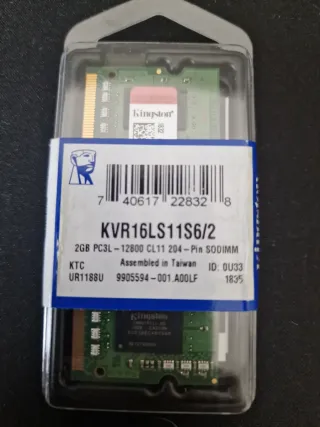 Kingston
7 40617 22832 8
KVR16LS11S6/2
2GB PC3L-12800 CL11 204-Pin SODIMM
Assembled in Taiwan
KTC ID: 0U33
UR1188U 9905594-001.A00LF 1835
Kingston